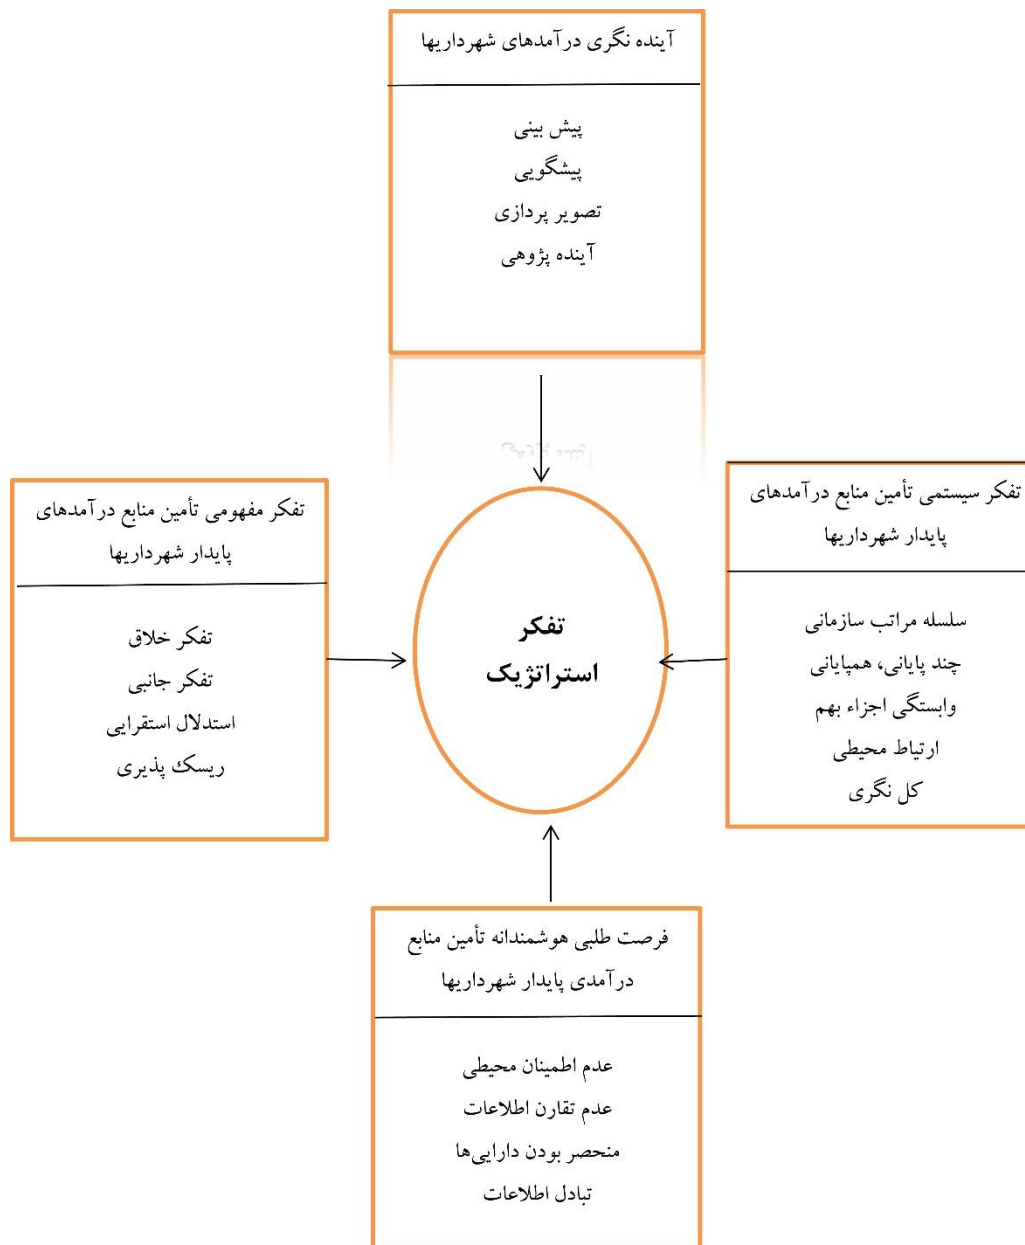 آینده نگری درآمدهای شهرداریها
پیش بینی
پیشگویی
تصویر پردازی
آینده پژوهی
تفکر سیستمی تأمین منابع درآمدهای
پایدار شهرداریها
سلسله مراتب سازمانی
چند پایانی، همپایانی
وابستگی اجزاء بهم
ارتباط محیطی
کل نگری
تفکر
استراتژیک
تفکر مفهومی تأمین منابع درآمدهای
پایدار شهرداریها
تفکر خلاق
تفکر جانبی
استدلال استقرایی
ریسک پذیری
فرصت طلبی هوشمندانه تأمین منابع
درآمدی پایدار شهرداریها
عدم اطمینان محیطی
عدم تقارن اطلاعات
منحصر بودن دارایی‌ها
تبادل اطلاعات